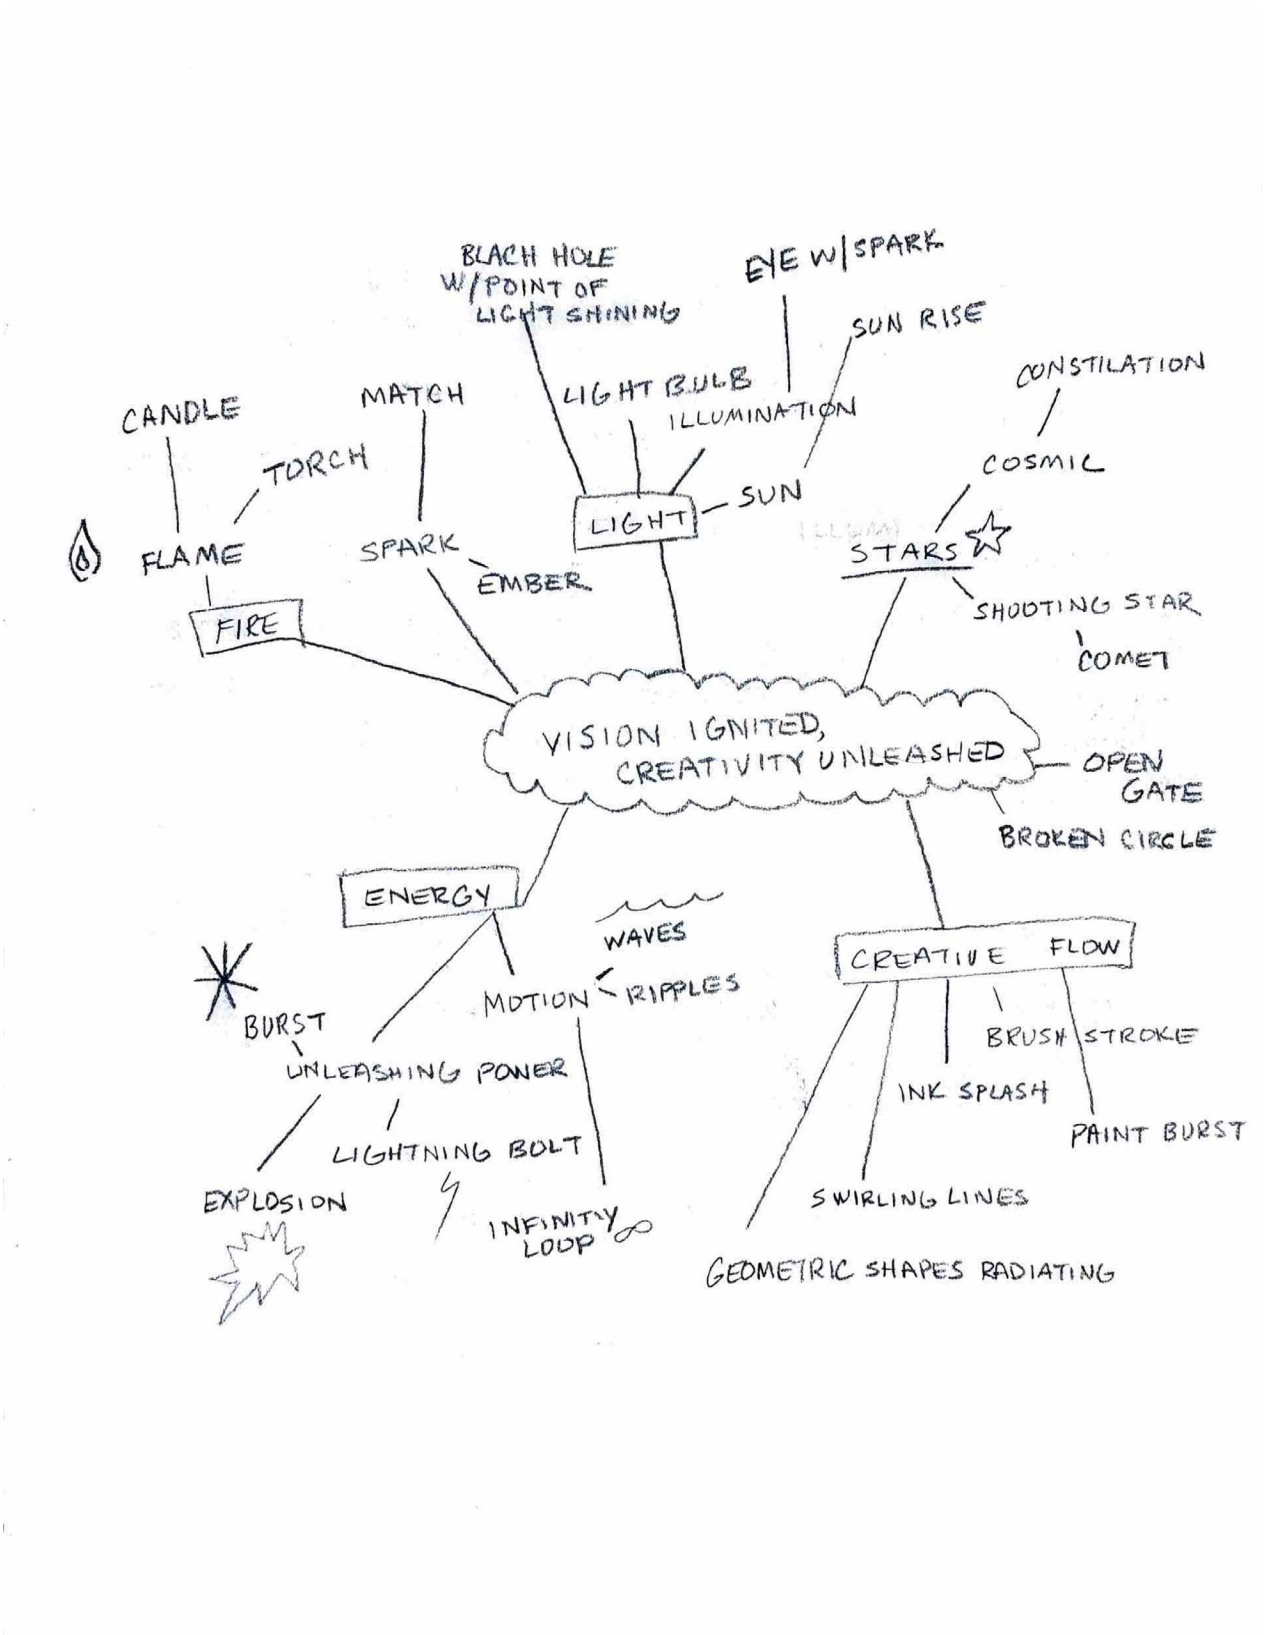 BLACH HOLE
W/POINT OF
LIGHT SHINING
EYE W/SPARK
SUN RISE
CONSTILATION
LIGHT BULB
MATCH
ILLUMINATION
CANDLE
TORCH
COSMIC
SUN
LIGHT
STARS
SPARK
FLAME
EMBER
SHOOTING STAR
FIRE
COMET
VISION IGNITED,
CREATIVITY UNLEASHED
OPEN
GATE
BROKEN CIRCLE
ENERGY
WAVES
CREATIVE FLOW
MOTION
RIPPLES
BURST
BRUSH STROKE
UNLEASHING POWER
INK SPLASH
PAINT BURST
LIGHTNING BOLT
EXPLOSION
SWIRLING LINES
INFINITIY
LOOP
GEOMETRIC SHAPES RADIATING